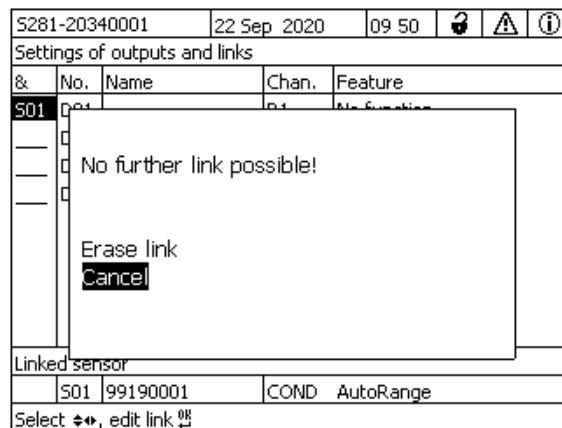 S281-20340001 22 Sep 2020 09 50
Settings of outputs and links
& No. Name Chan. Feature
S01
No further link possible!
Erase link
Cancel
Linked sensor
S01 99190001 COND AutoRange
Select , edit link OK